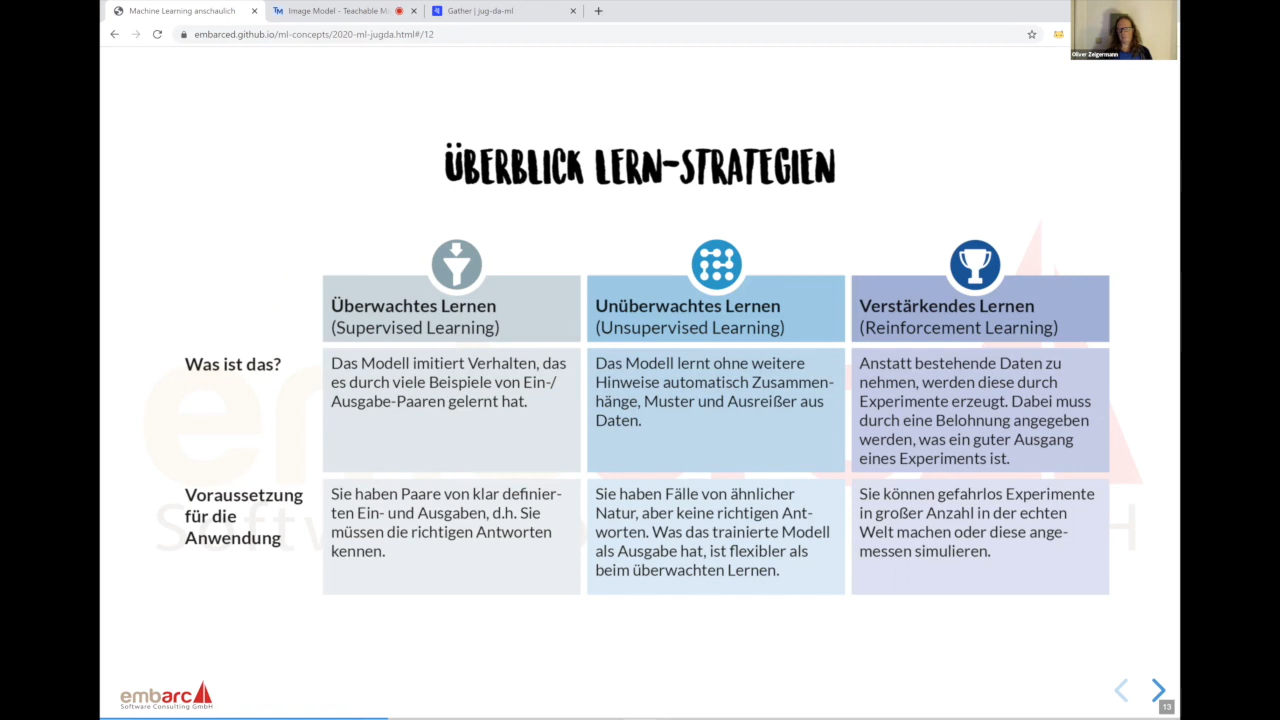 Machine Learning anschaulich
Image Model - Teachable Ma
Gather | jug-da-ml
embarced.github.io/ml-concepts/2020-ml-jugda.html#/12
Oliver Zeigermann
ÜBERBLICK LERN-STRATEGIEN
Überwachtes Lernen
(Supervised Learning)
Unüberwachtes Lernen
(Unsupervised Learning)
Verstärkendes Lernen
(Reinforcement Learning)
Was ist das?
Das Modell imitiert Verhalten, das
es durch viele Beispiele von Ein-/
Ausgabe-Paaren gelernt hat.
Das Modell lernt ohne weitere
Hinweise automatisch Zusammen-
hänge, Muster und Ausreißer aus
Daten.
Anstatt bestehende Daten zu
nehmen, werden diese durch
Experimente erzeugt. Dabei muss
durch eine Belohnung angegeben
werden, was ein guter Ausgang
eines Experiments ist.
Voraussetzung
für die
Anwendung
Sie haben Paare von klar definier-
ten Ein- und Ausgaben, d.h. Sie
müssen die richtigen Antworten
kennen.
Sie haben Fälle von ähnlicher
Natur, aber keine richtigen Ant-
worten. Was das trainierte Modell
als Ausgabe hat, ist flexibler als
beim überwachten Lernen.
Sie können gefahrlos Experimente
in großer Anzahl in der echten
Welt machen oder diese ange-
messen simulieren.
embarc
Software Consulting GmbH
13